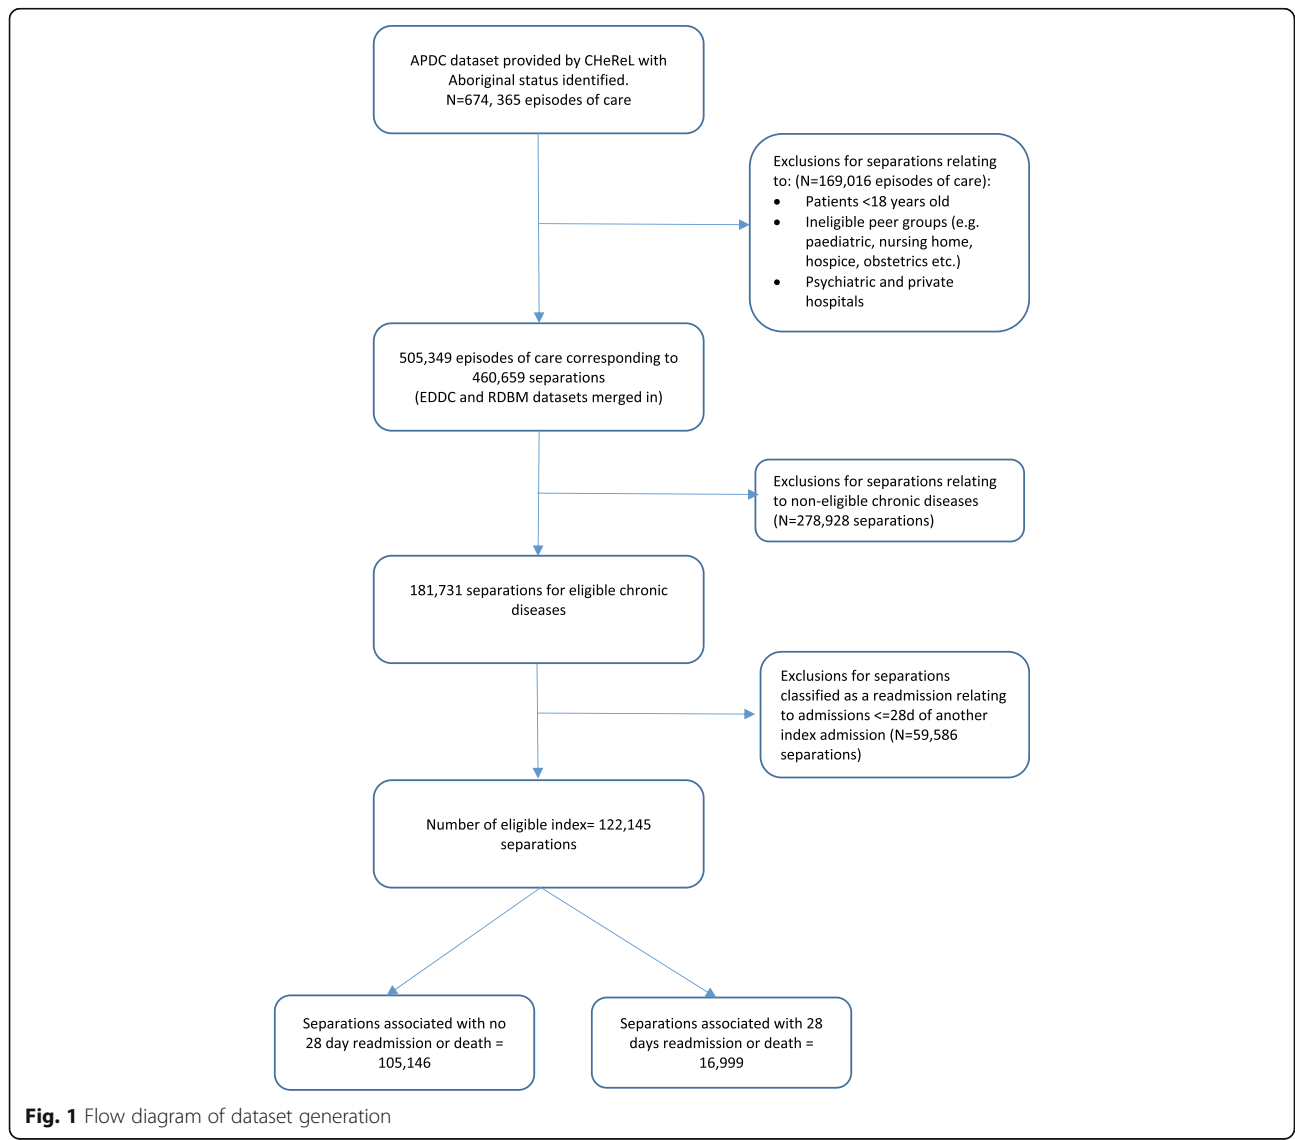 APDC dataset provided by CHeReL with
Aboriginal status identified.
N=674, 365 episodes of care
Exclusions for separations relating
to: (N=169,016 episodes of care):
• Patients <18 years old
• Ineligible peer groups (e.g.
paediatric, nursing home,
hospice, obstetrics etc.)
• Psychiatric and private
hospitals
505,349 episodes of care corresponding to
460,659 separations
(EDDC and RDBM datasets merged in)
Exclusions for separations relating
to non-eligible chronic diseases
(N=278,928 separations)
181,731 separations for eligible chronic
diseases
Exclusions for separations
classified as a readmission relating
to admissions <=28d of another
index admission (N=59,586
separations)
Number of eligible index= 122,145
separations
Separations associated with no
28 day readmission or death =
105,146
Separations associated with 28
days readmission or death =
16,999
Fig. 1 Flow diagram of dataset generation